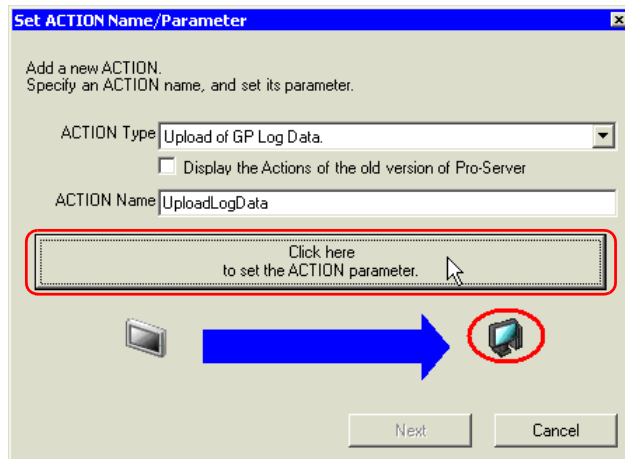 Set ACTION Name/Parameter
Add a new ACTION.
Specify an ACTION name, and set its parameter.
ACTION Type Upload of GP Log Data.
Display the Actions of the old version of Pro-Server
ACTION Name UploadLogData
Click here
to set the ACTION parameter.
Next Cancel